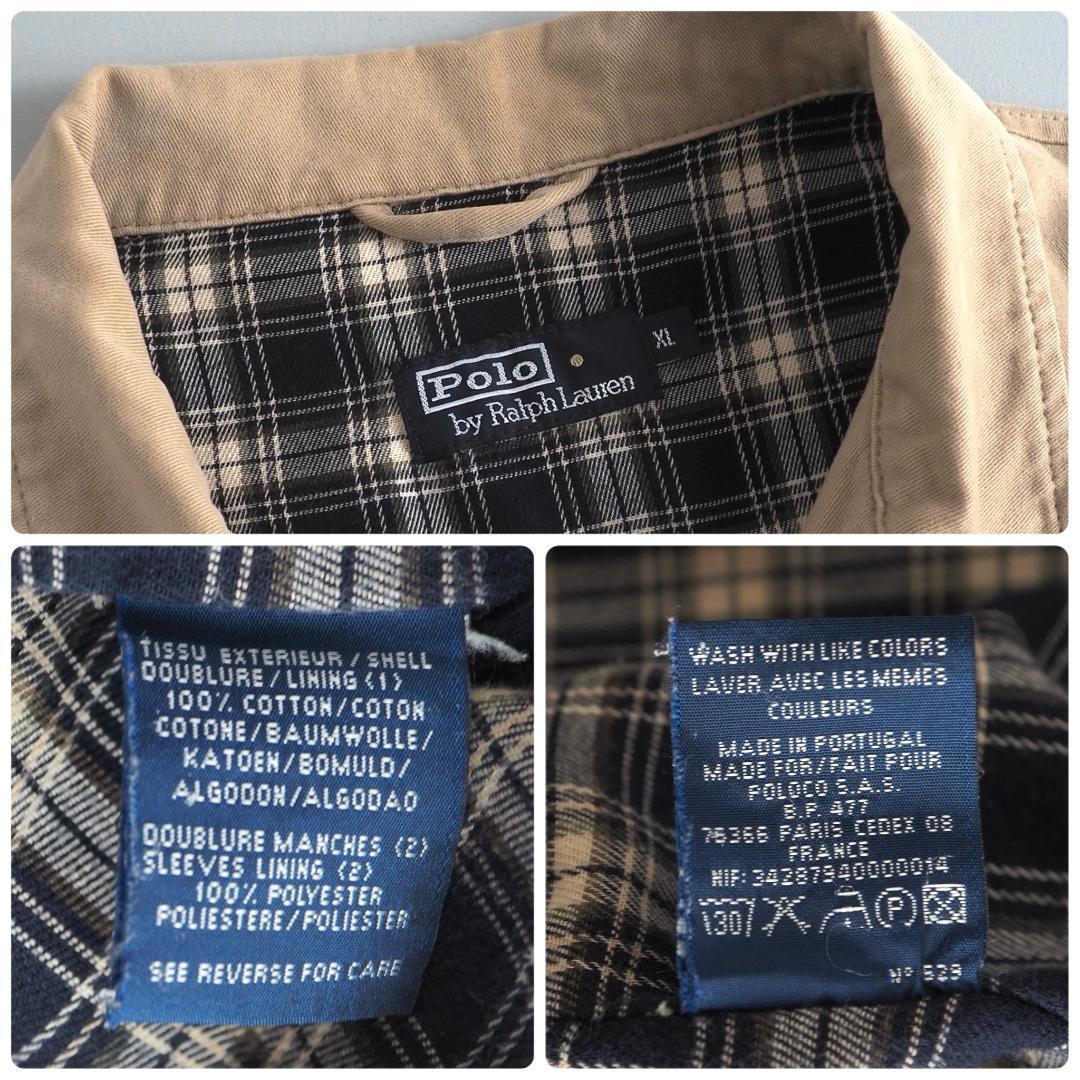 Polo
by Ralph Lauren
XL
TISSU EXTERIEUR / SHELL
DOUBLURE / LINING (1)
100% COTTON/COTON
COTONE/BAUMWOLLE/
KATOEN/BOMULD/
ALGODON/ALGODAO
DOUBLURE MANCHES (2)
SLEEVES LINING (2)
100% POLYESTER
POLIESTERE/POLIESTER
SEE REVERSE FOR CARE
WASH WITH LIKE COLORS
LAVER AVEC LES MEMES
COULEURS
MADE IN PORTUGAL
MADE FOR/FAIT POUR
POLOCO S.A.S.
B.P. 477
75366 PARIS CEDEX 08
FRANCE
NIF: 34287940000014
30 P
Nº 528